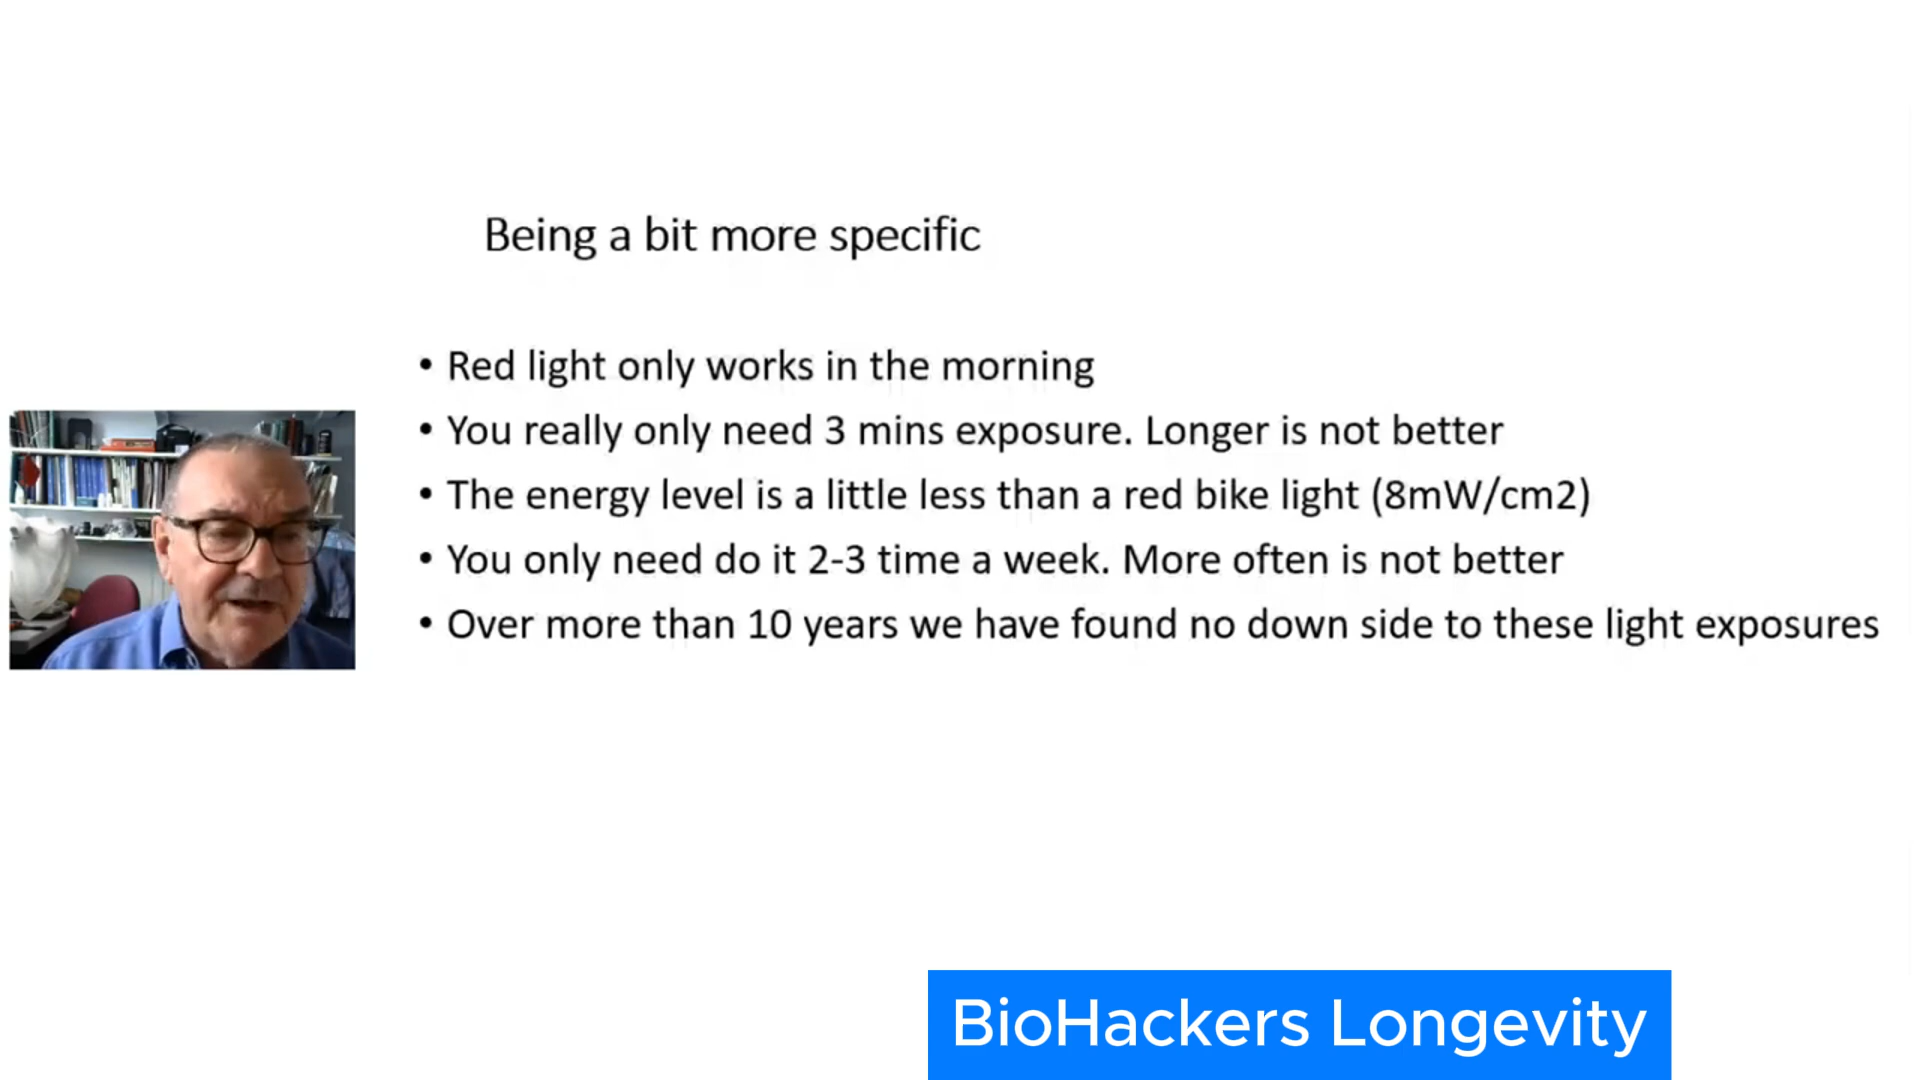 Being a bit more specific
• Red light only works in the morning
• You really only need 3 mins exposure. Longer is not better
• The energy level is a little less than a red bike light (8mW/cm2)
• You only need do it 2-3 time a week. More often is not better
• Over more than 10 years we have found no down side to these light exposures
BioHackers Longevity